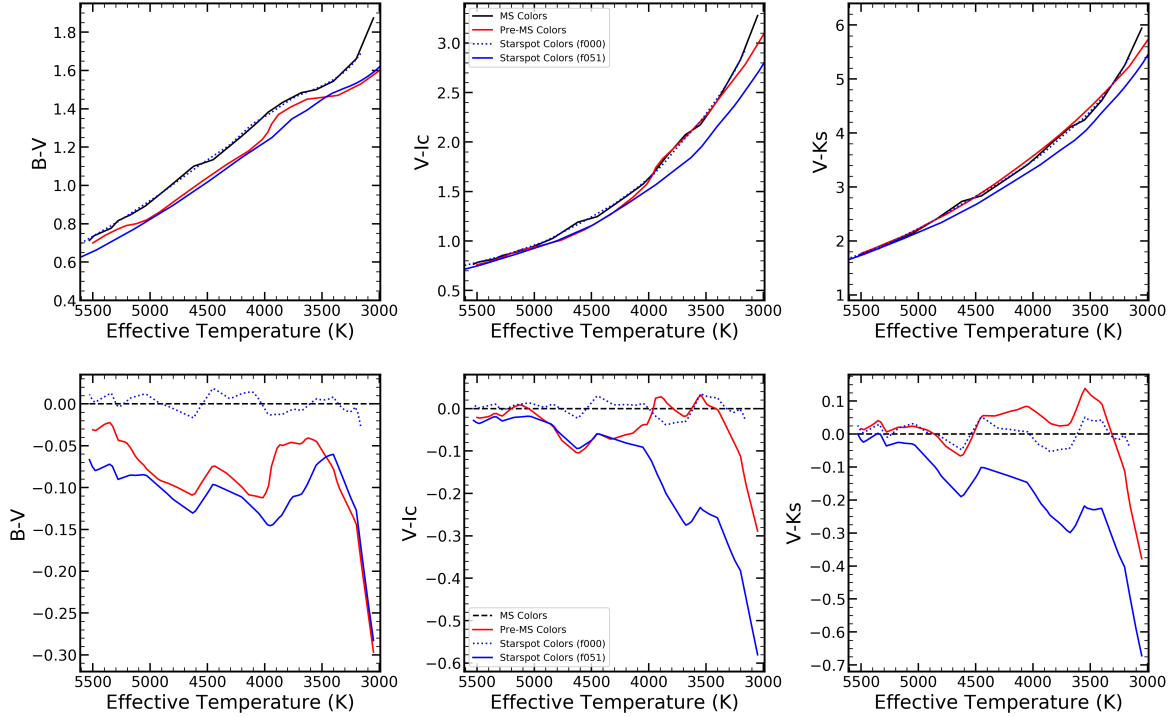 1.8
1.6
1.4
1.2
1.0
0.8
0.6
0.4
B-V
5500 5000 4500 4000 3500 3000
Effective Temperature (K)
MS Colors
Pre-MS Colors
Starspot Colors (f000)
Starspot Colors (f051)
3.0
2.5
2.0
1.5
1.0
0.5
V-Ic
5500 5000 4500 4000 3500 3000
Effective Temperature (K)
6
5
4
3
2
1
V-Ks
5500 5000 4500 4000 3500 3000
Effective Temperature (K)
0.00
−0.05
−0.10
−0.15
−0.20
−0.25
−0.30
B-V
5500 5000 4500 4000 3500 3000
Effective Temperature (K)
0.0
−0.1
−0.2
−0.3
−0.4
−0.5
−0.6
V-Ic
MS Colors
Pre-MS Colors
Starspot Colors (f000)
Starspot Colors (f051)
5500 5000 4500 4000 3500 3000
Effective Temperature (K)
0.1
0.0
−0.1
−0.2
−0.3
−0.4
−0.5
−0.6
−0.7
V-Ks
5500 5000 4500 4000 3500 3000
Effective Temperature (K)